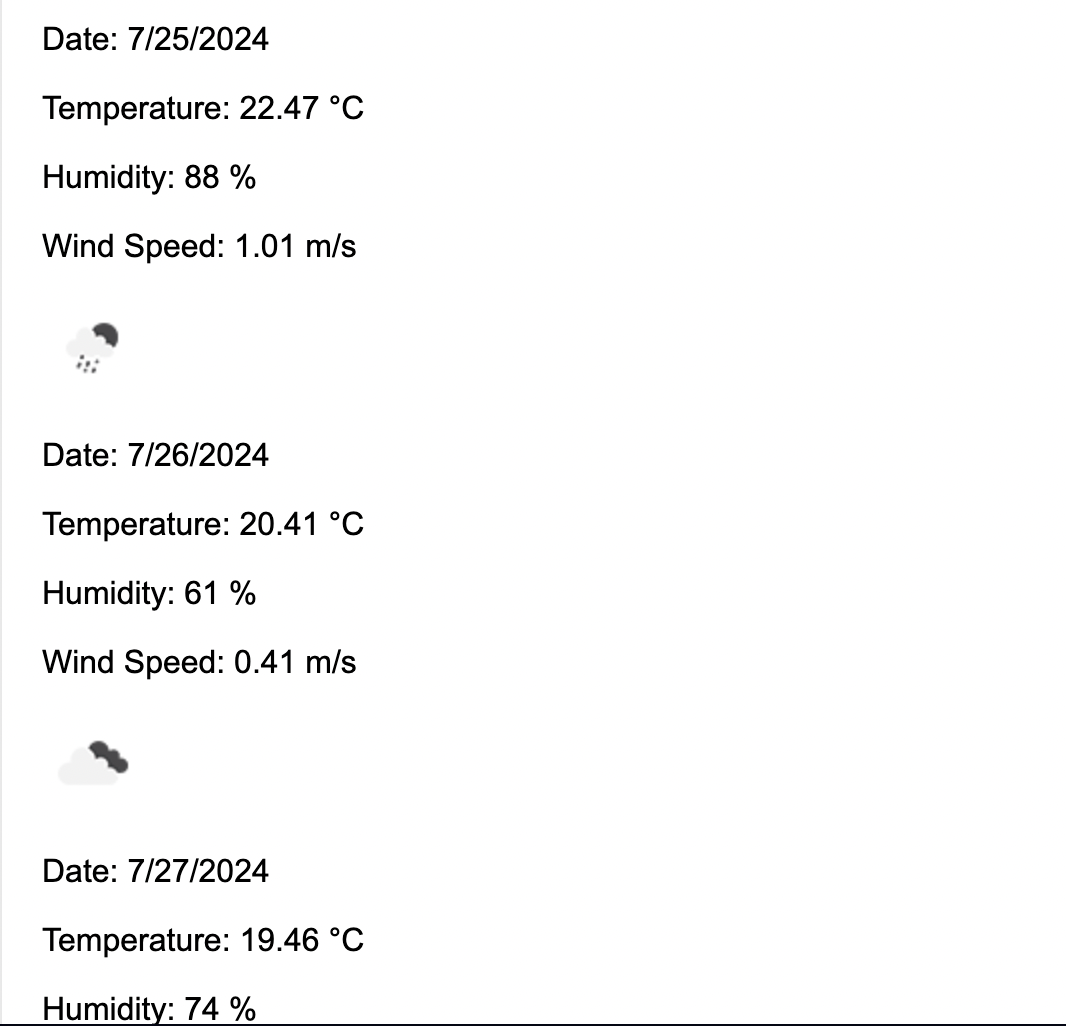 Date: 7/25/2024
Temperature: 22.47 °C
Humidity: 88 %
Wind Speed: 1.01 m/s
Date: 7/26/2024
Temperature: 20.41 °C
Humidity: 61 %
Wind Speed: 0.41 m/s
Date: 7/27/2024
Temperature: 19.46 °C
Humidity: 74 %